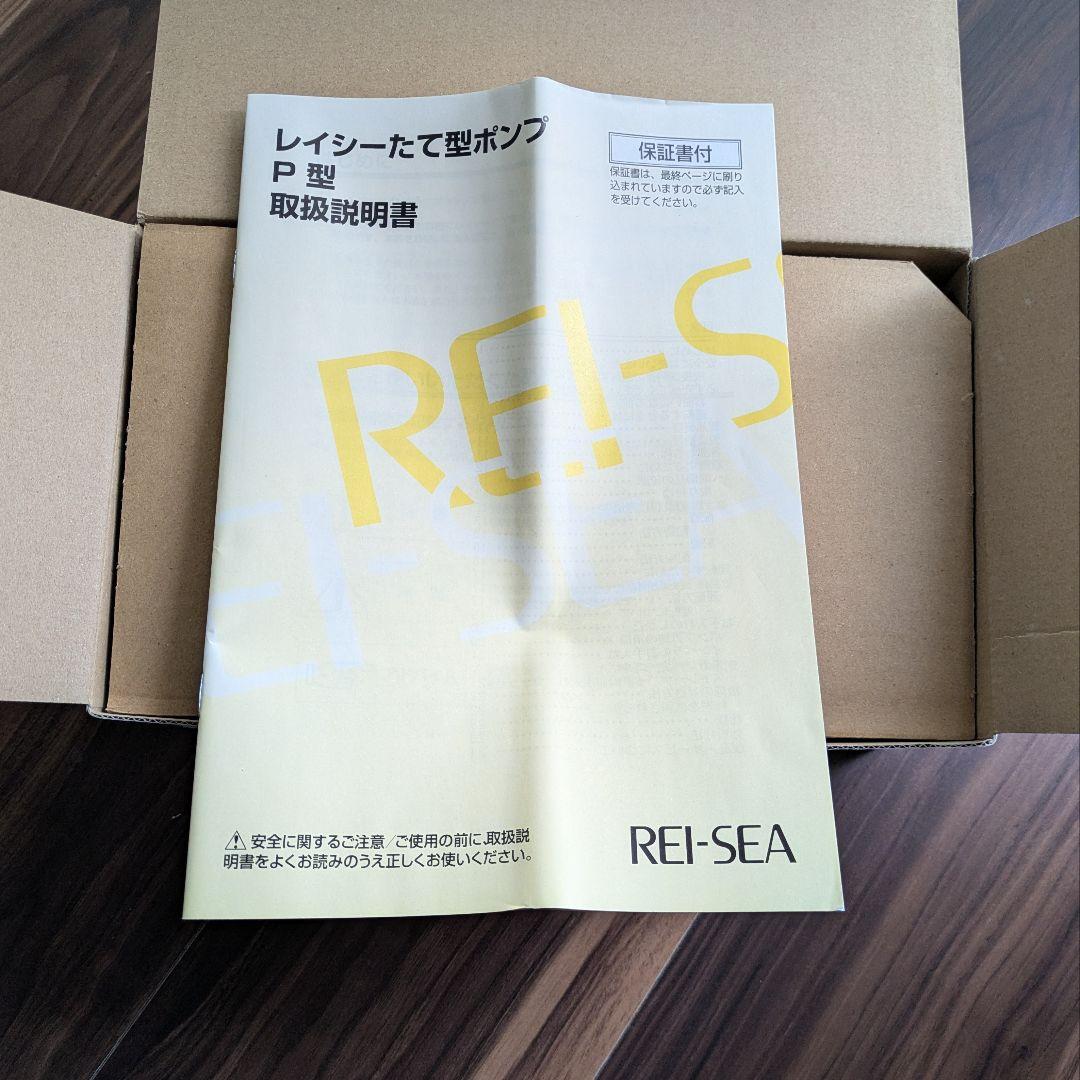 レイシーたて型ポンプ
P 型
取扱説明書
保証書付
保証書は、最終ページに刷り
込まれていますので必ず記入
を受けてください。
REI-S
EI-SEA
⚠安全に関するご注意/ご使用の前に、取扱説
明書をよくお読みのうえ正しくお使いください。
REI-SEA